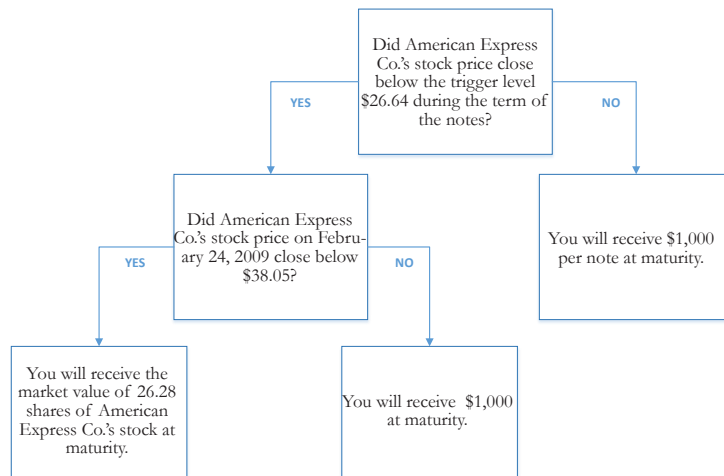 Did American Express
Co.'s stock price close
below the trigger level
$26.64 during the term of
the notes?
YES
NO
Did American Express
Co.'s stock price on Febru-
ary 24, 2009 close below
$38.05?
You will receive $1,000
per note at maturity.
YES
NO
You will receive the
market value of 26.28
shares of American
Express Co.'s stock at
maturity.
You will receive $1,000
at maturity.